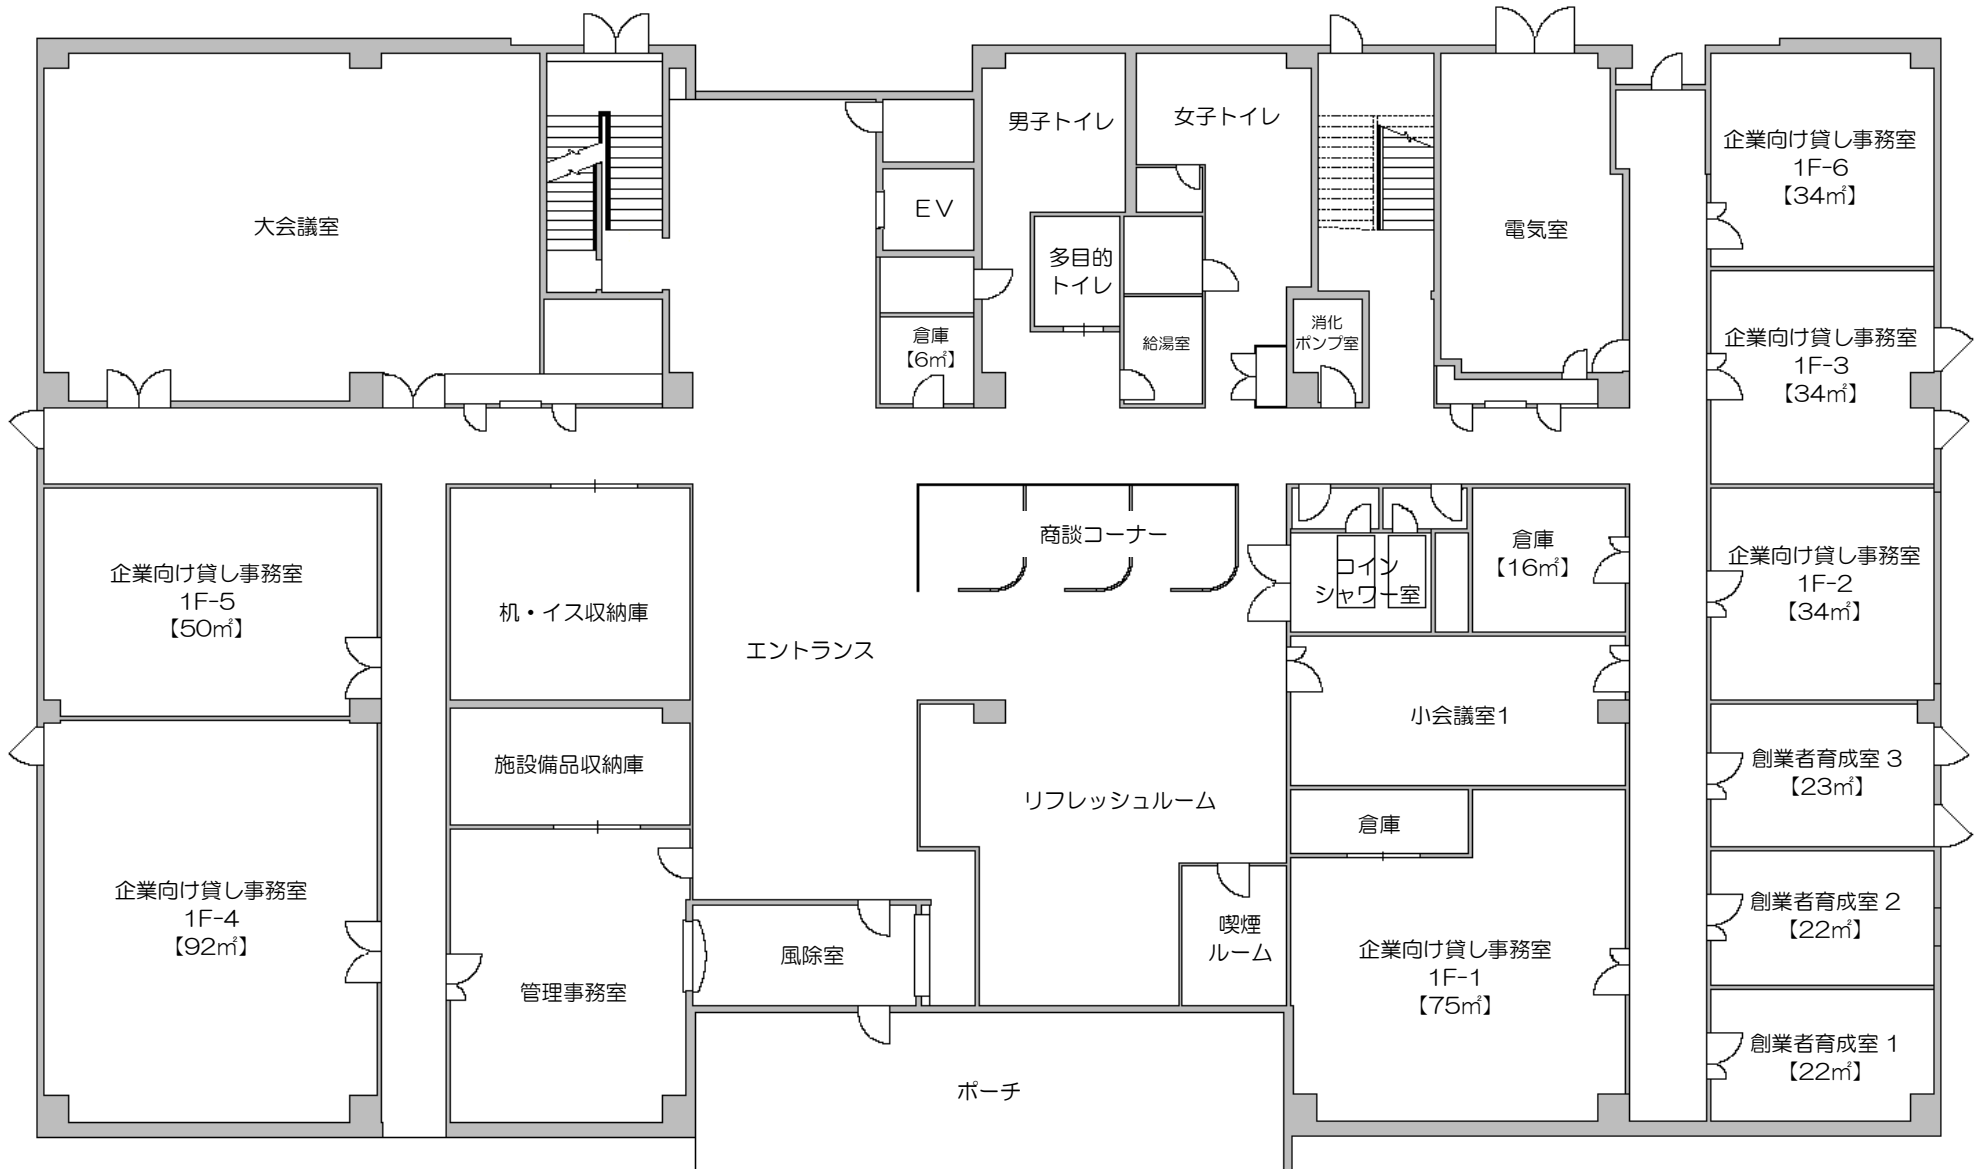 男子トイレ
女子トイレ
企業向け貸し事務室
1F-6
【34㎡】
大会議室
EV
電気室
多目的
トイレ
倉庫
【6㎡】
給湯室
消化
ポンプ室
企業向け貸し事務室
1F-3
【34㎡】
商談コーナー
倉庫
【16㎡】
コイン
シャワー室
企業向け貸し事務室
1F-2
【34㎡】
企業向け貸し事務室
1F-5
【50㎡】
机・イス収納庫
エントランス
小会議室1
施設備品収納庫
リフレッシュルーム
創業者育成室 3
【23㎡】
倉庫
企業向け貸し事務室
1F-4
【92㎡】
管理事務室
風除室
喫煙
ルーム
企業向け貸し事務室
1F-1
【75㎡】
創業者育成室 2
【22㎡】
創業者育成室 1
【22㎡】
ポーチ